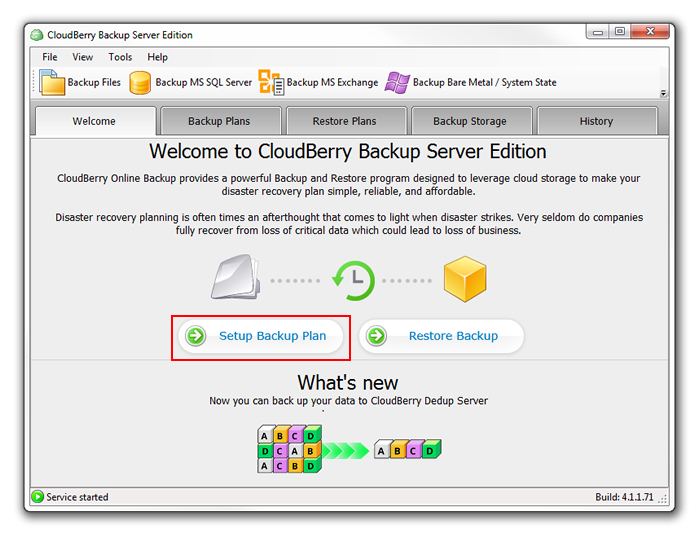 CloudBerry Backup Server Edition
File View Tools Help
Backup Files Backup MS SQL Server Backup MS Exchange Backup Bare Metal / System State
Welcome Backup Plans Restore Plans Backup Storage History
Welcome to CloudBerry Backup Server Edition
CloudBerry Online Backup provides a powerful Backup and Restore program designed to leverage cloud storage to make your
disaster recovery plan simple, reliable, and affordable.
Disaster recovery planning is often times an afterthought that comes to light when disaster strikes. Very seldom do companies
fully recover from loss of critical data which could lead to loss of business.
Setup Backup Plan Restore Backup
What's new
Now you can back up your data to CloudBerry Dedup Server
.
A B C D
D C A B A B C D
A C B D
Service started Build: 4.1.1.71